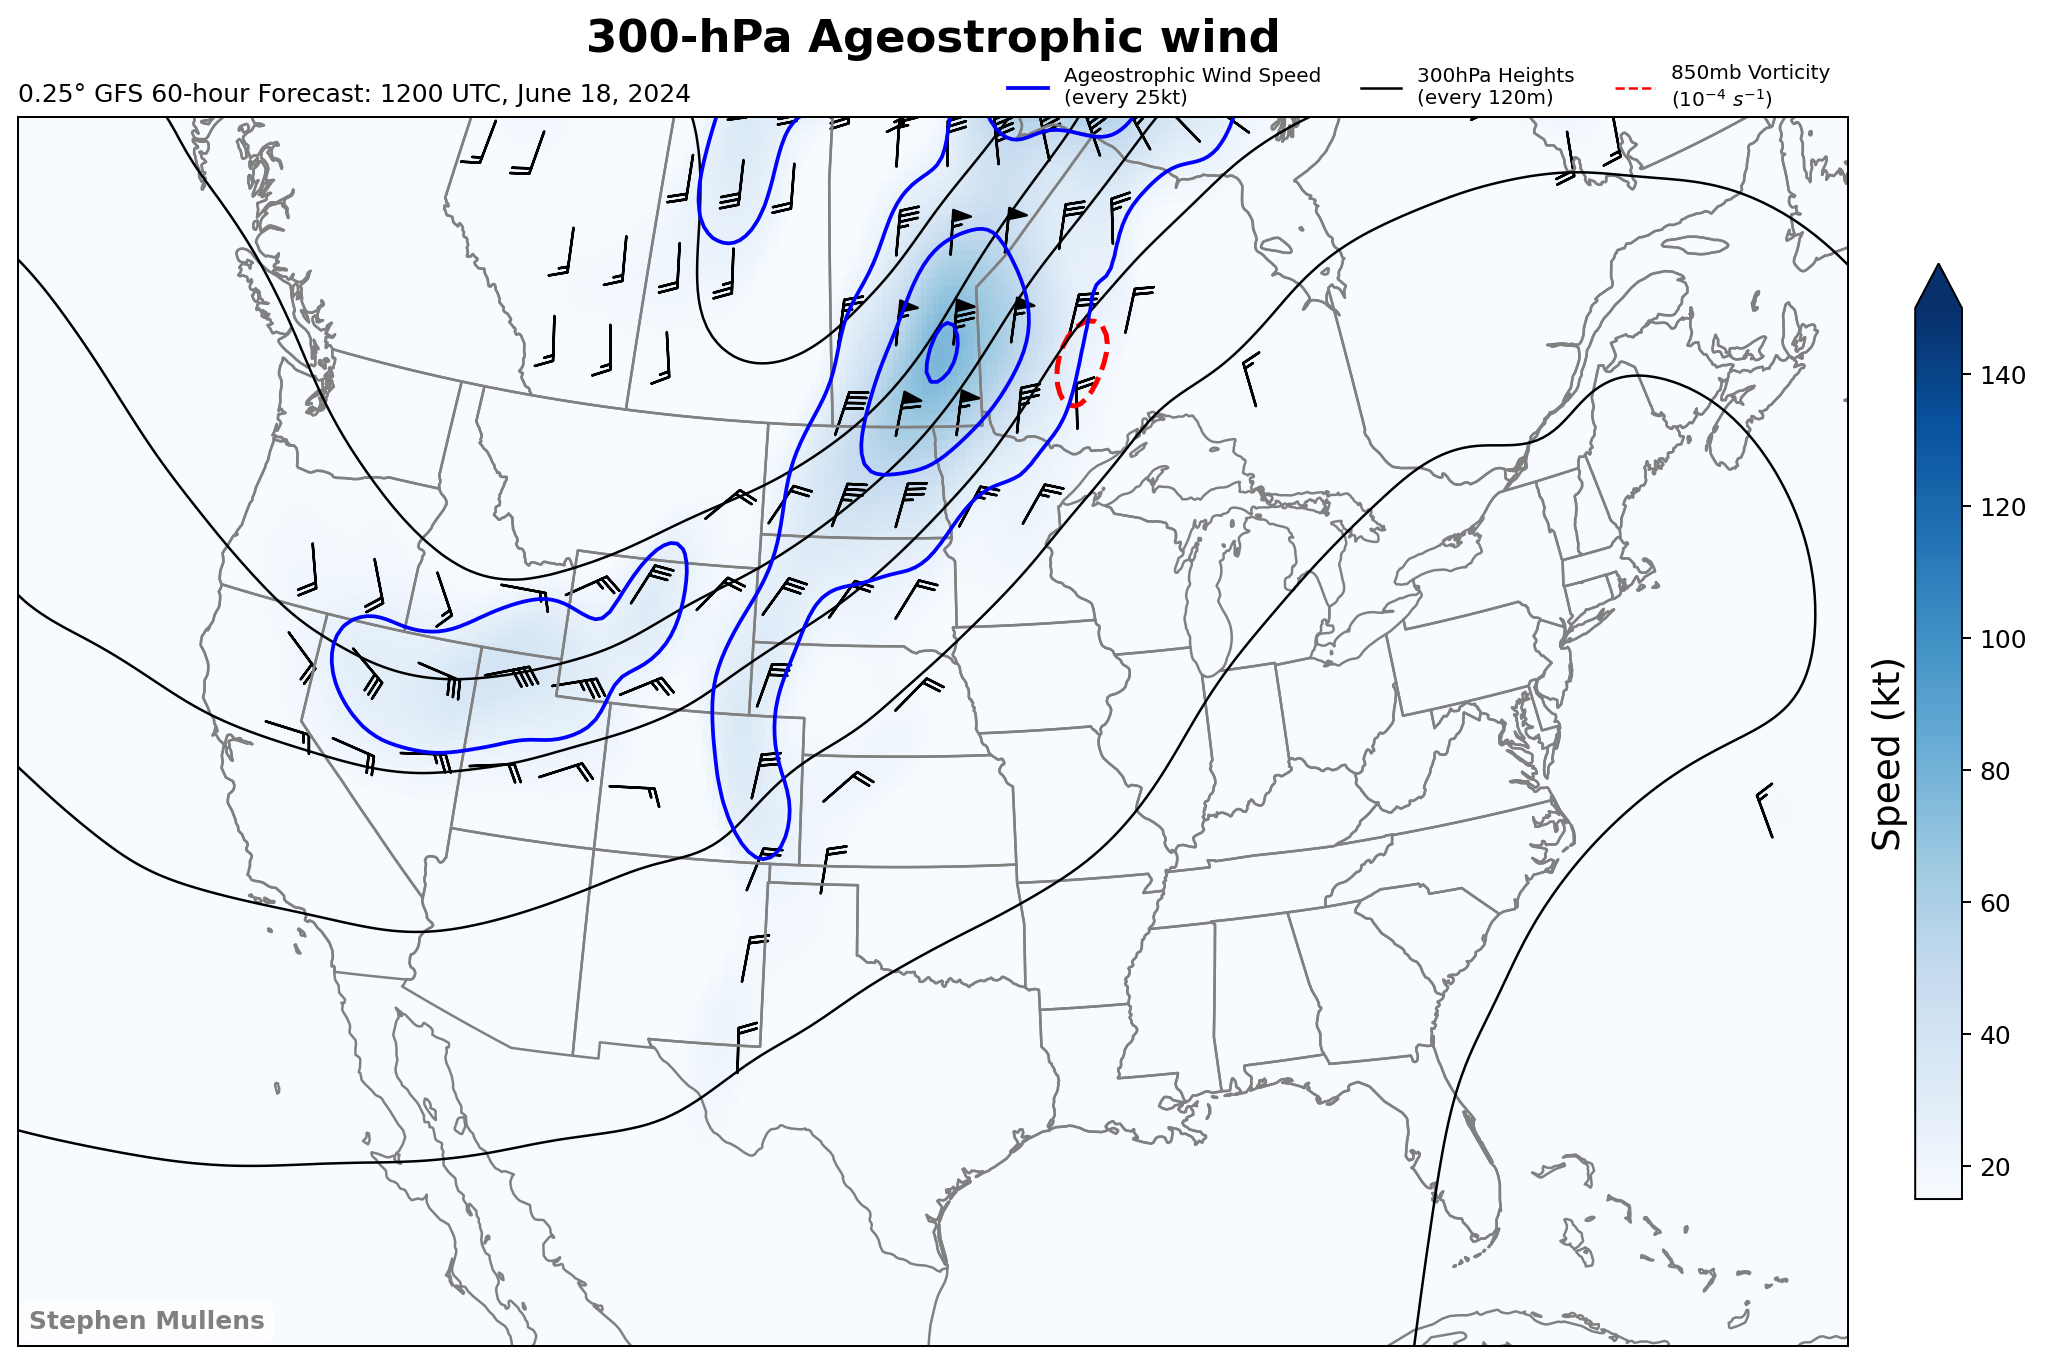 300-hPa Ageostrophic wind
0.25° GFS 60-hour Forecast: 1200 UTC, June 18, 2024
Ageostrophic Wind Speed
(every 25kt)
300hPa Heights
(every 120m)
850mb Vorticity
(10⁻⁴ s⁻¹)
140
120
100
80
60
40
20
Speed (kt)
Stephen Mullens